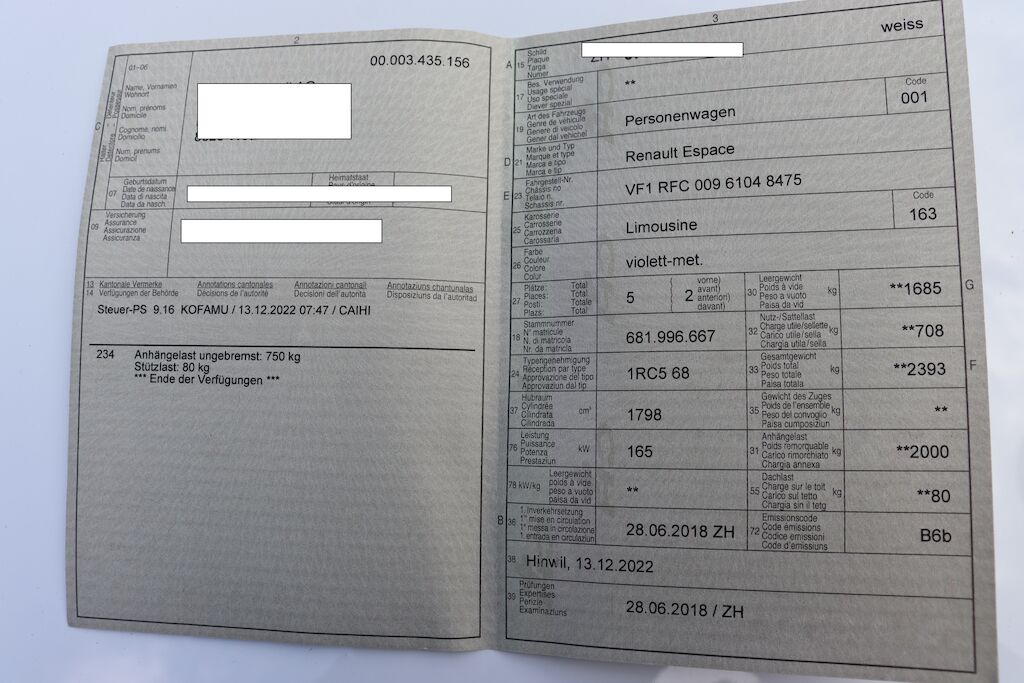 2
00.003.435.156
01–06
C
Name, Vornamen
Wohnort
Nom, prénoms
Domicile
Cognome, nomi
Domicilio
Num, prenums
Domicil
07
Geburtsdatum
Date de naissance
Data di nascita
Data da nasch.
Heimatstaat
09
Versicherung
Assurance
Assicurazione
Assicuranza
13 Kantonale Vermerke Annotations cantonales Annotazioni cantonali Annotaziuns chantunalas
14 Verfügungen der Behörde Décisions de l'autorité Decisioni dell'autorità Disposiziuns da l'autoritad
Steuer-PS 9.16 KOFAMU / 13.12.2022 07:47 / CAIHI
234 Anhängelast ungebremst: 750 kg
Stützlast: 80 kg
*** Ende der Verfügungen ***
3
A 15
Schild
Plaque
Targa
Numer
ZH
weiss
17
Bes. Verwendung
Usage spécial
Uso speciale
Diever spezial
**
19
Art des Fahrzeugs
Genre de véhicule
Genere di veicolo
Gener dal vehichel
Personenwagen
Code
001
D 21
Marke und Typ
Marque et type
Marca e tipo
Marca e tip
Renault Espace
E 23
Fahrgestell-Nr.
Châssis no
Telaio n.
Schassis nr.
VF1 RFC 009 6104 8475
25
Karosserie
Carrosserie
Carrozzeria
Carossaria
Limousine
Code
163
26
Farbe
Couleur
Colore
Colur
violett-met.
27
Plätze: Total
Places: Total
Posti: Totale
Plazs: Total
5
2
vorne)
avant)
anteriori)
davant)
30
Leergewicht
Poids à vide
Peso a vuoto
Paisa da vid
kg
**1685
G
18
Stammnummer
N° matricule
N. di matricola
Nr. da matricla
681.996.667
32
Nutz-/Sattellast
Charge utile/sellette
Carico utile/sella
Chargia utila/sella
kg
**708
24
Typengenehmigung
Réception par type
Approvazione del tipo
Approvaziun dal tip
1RC5 68
33
Gesamtgewicht
Poids total
Peso totale
Paisa totala
kg
**2393
F
37
Hubraum
Cylindrée
Cilindrata
Cilindrada
cm³
1798
35
Gewicht des Zuges
Poids de l'ensemble
Peso del convoglio
Paisa cumposiziun
kg
**
76
Leistung
Puissance
Potenza
Prestaziun
kW
165
31
Anhängelast
Poids remorquable
Carico rimorchiato
Chargia annexa
kg
**2000
78 kW/kg
Leergewicht
poids à vide
peso a vuoto
paisa da vid
**
55
Dachlast
Charge sur le toit
Carico sul tetto
Chargia sin il tetg
kg
**80
B 36
1. Inverkehrsetzung
1re mise en circulation
1a messa in circolazione
1. entrada en circulaziun
28.06.2018 ZH
72
Emissionscode
Code émissions
Codice emissioni
Code d'emissiuns
B6b
38
Hinwil, 13.12.2022
39
Prüfungen
Expertises
Perizie
Examinaziuns
28.06.2018 / ZH